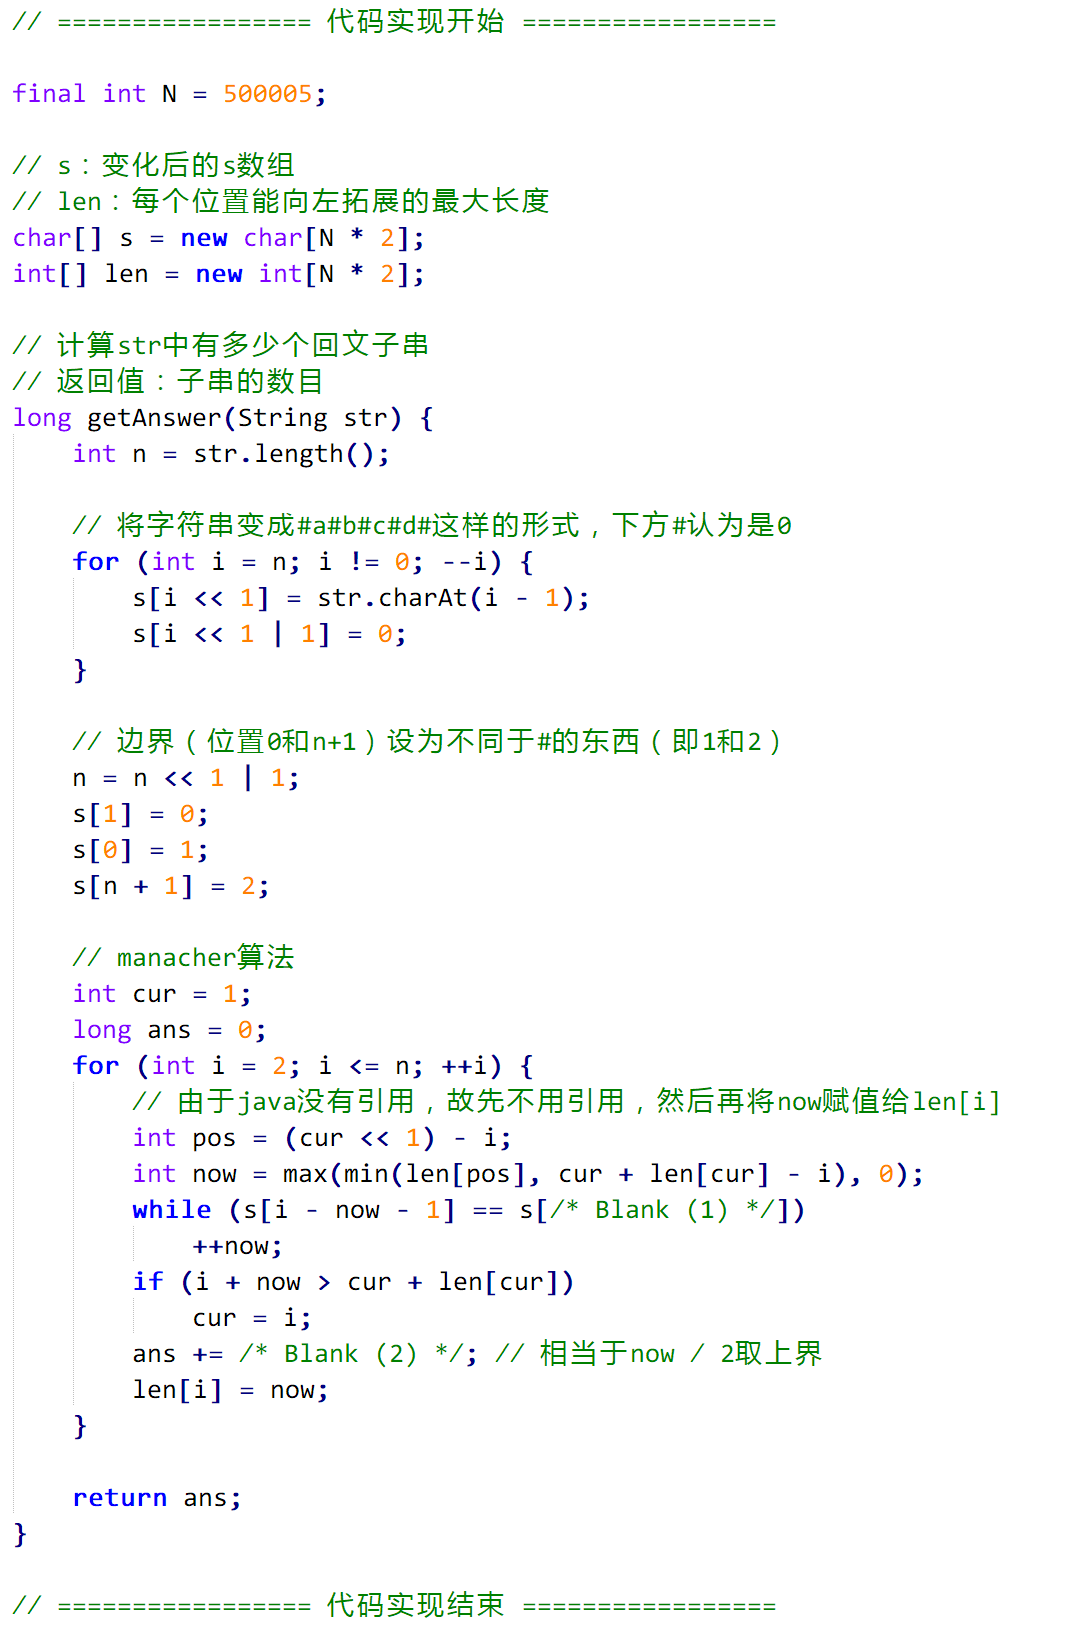 // ================= 代码实现开始 =================
final int N = 500005;
// s：变化后的s数组
// len：每个位置能向左拓展的最大长度
char[] s = new char[N * 2];
int[] len = new int[N * 2];
// 计算str中有多少个回文子串
// 返回值：子串的数目
long getAnswer(String str) {
    int n = str.length();
    // 将字符串变成#a#b#c#d#这样的形式，下方#认为是0
    for (int i = n; i != 0; --i) {
        s[i << 1] = str.charAt(i - 1);
        s[i << 1 | 1] = 0;
    }
    // 边界（位置0和n+1）设为不同于#的东西（即1和2）
    n = n << 1 | 1;
    s[1] = 0;
    s[0] = 1;
    s[n + 1] = 2;
    // manacher算法
    int cur = 1;
    long ans = 0;
    for (int i = 2; i <= n; ++i) {
        // 由于java没有引用，故先不用引用，然后再将now赋值给len[i]
        int pos = (cur << 1) - i;
        int now = max(min(len[pos], cur + len[cur] - i), 0);
        while (s[i - now - 1] == s[/* Blank (1) */])
            ++now;
        if (i + now > cur + len[cur])
            cur = i;
        ans += /* Blank (2) */; // 相当于now / 2取上界
        len[i] = now;
    }
    return ans;
}
// ================= 代码实现结束 =================